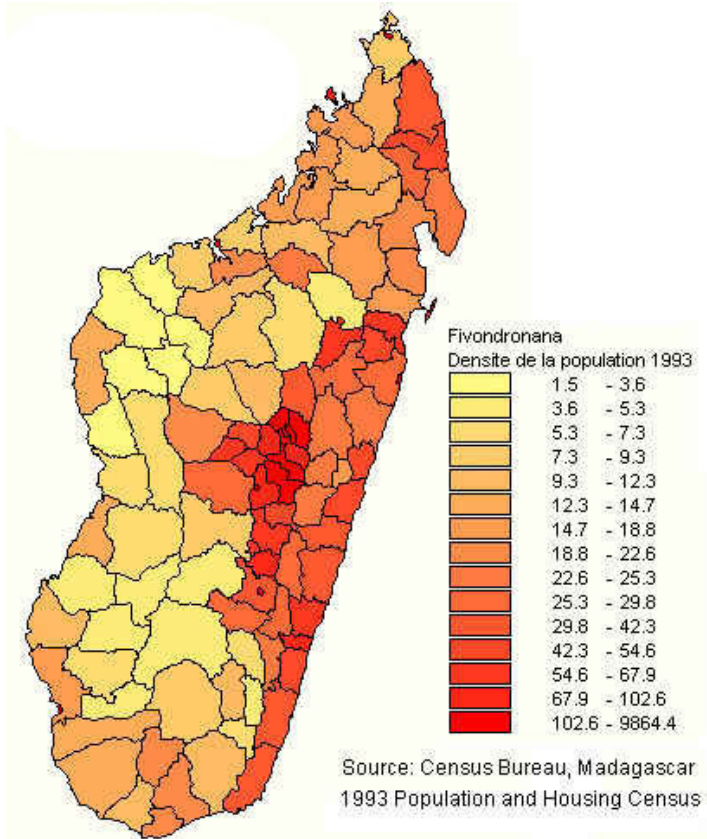 Fivondronana
Densite de la population 1993
1.5 - 3.6
3.6 - 5.3
5.3 - 7.3
7.3 - 9.3
9.3 - 12.3
12.3 - 14.7
14.7 - 18.8
18.8 - 22.6
22.6 - 25.3
25.3 - 29.8
29.8 - 42.3
42.3 - 54.6
54.6 - 67.9
67.9 - 102.6
102.6 - 9864.4
Source: Census Bureau, Madagascar
1993 Population and Housing Census